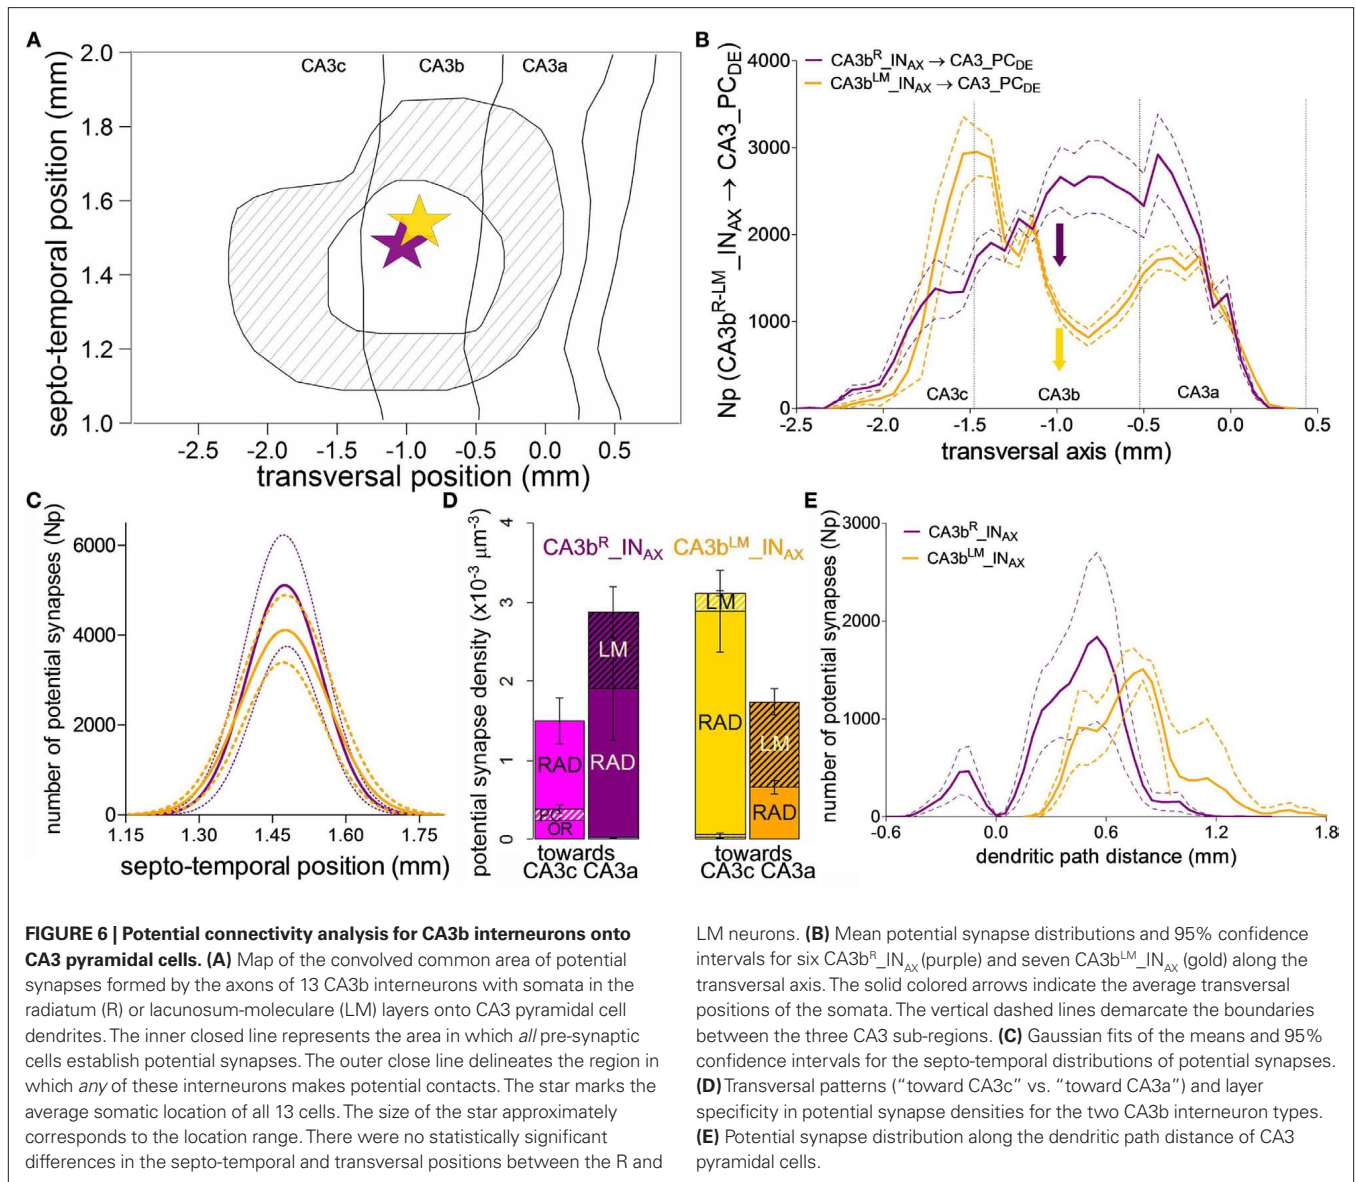 A
septo-temporal position (mm)
2.0
1.8
1.6
1.4
1.2
1.0
CA3c CA3b CA3a
-2.5 -2.0 -1.5 -1.0 -0.5 0.0 0.5
transversal position (mm)
B
Np (CA3b^R-LM_IN_AX → CA3_PC_DE)
4000
3000
2000
1000
0
CA3b^R_IN_AX → CA3_PC_DE
CA3b^LM_IN_AX → CA3_PC_DE
CA3c CA3b CA3a
-2.5 -2.0 -1.5 -1.0 -0.5 0.0 0.5
transversal axis (mm)
C
number of potential synapses (Np)
6000
4000
2000
0
1.15 1.30 1.45 1.60 1.75
septo-temporal position (mm)
D
potential synapse density (x10^-3 μm^-3)
4
3
2
1
0
CA3b^R_IN_AX CA3b^LM_IN_AX
RAD
PC
OR
LM
RAD
LM
RAD
LM
RAD
towards towards
CA3c CA3a CA3c CA3a
E
number of potential synapses (Np)
3000
2000
1000
0
CA3b^R_IN_AX
CA3b^LM_IN_AX
-0.6 0.0 0.6 1.2 1.8
dendritic path distance (mm)
FIGURE 6 | Potential connectivity analysis for CA3b interneurons onto
CA3 pyramidal cells. (A) Map of the convolved common area of potential
synapses formed by the axons of 13 CA3b interneurons with somata in the
radiatum (R) or lacunosum-moleculare (LM) layers onto CA3 pyramidal cell
dendrites. The inner closed line represents the area in which all pre-synaptic
cells establish potential synapses. The outer close line delineates the region in
which any of these interneurons makes potential contacts. The star marks the
average somatic location of all 13 cells. The size of the star approximately
corresponds to the location range. There were no statistically significant
differences in the septo-temporal and transversal positions between the R and
LM neurons. (B) Mean potential synapse distributions and 95% confidence
intervals for six CA3b^R_IN_AX (purple) and seven CA3b^LM_IN_AX (gold) along the
transversal axis. The solid colored arrows indicate the average transversal
positions of the somata. The vertical dashed lines demarcate the boundaries
between the three CA3 sub-regions. (C) Gaussian fits of the means and 95%
confidence intervals for the septo-temporal distributions of potential synapses.
(D) Transversal patterns ("toward CA3c" vs. "toward CA3a") and layer
specificity in potential synapse densities for the two CA3b interneuron types.
(E) Potential synapse distribution along the dendritic path distance of CA3
pyramidal cells.